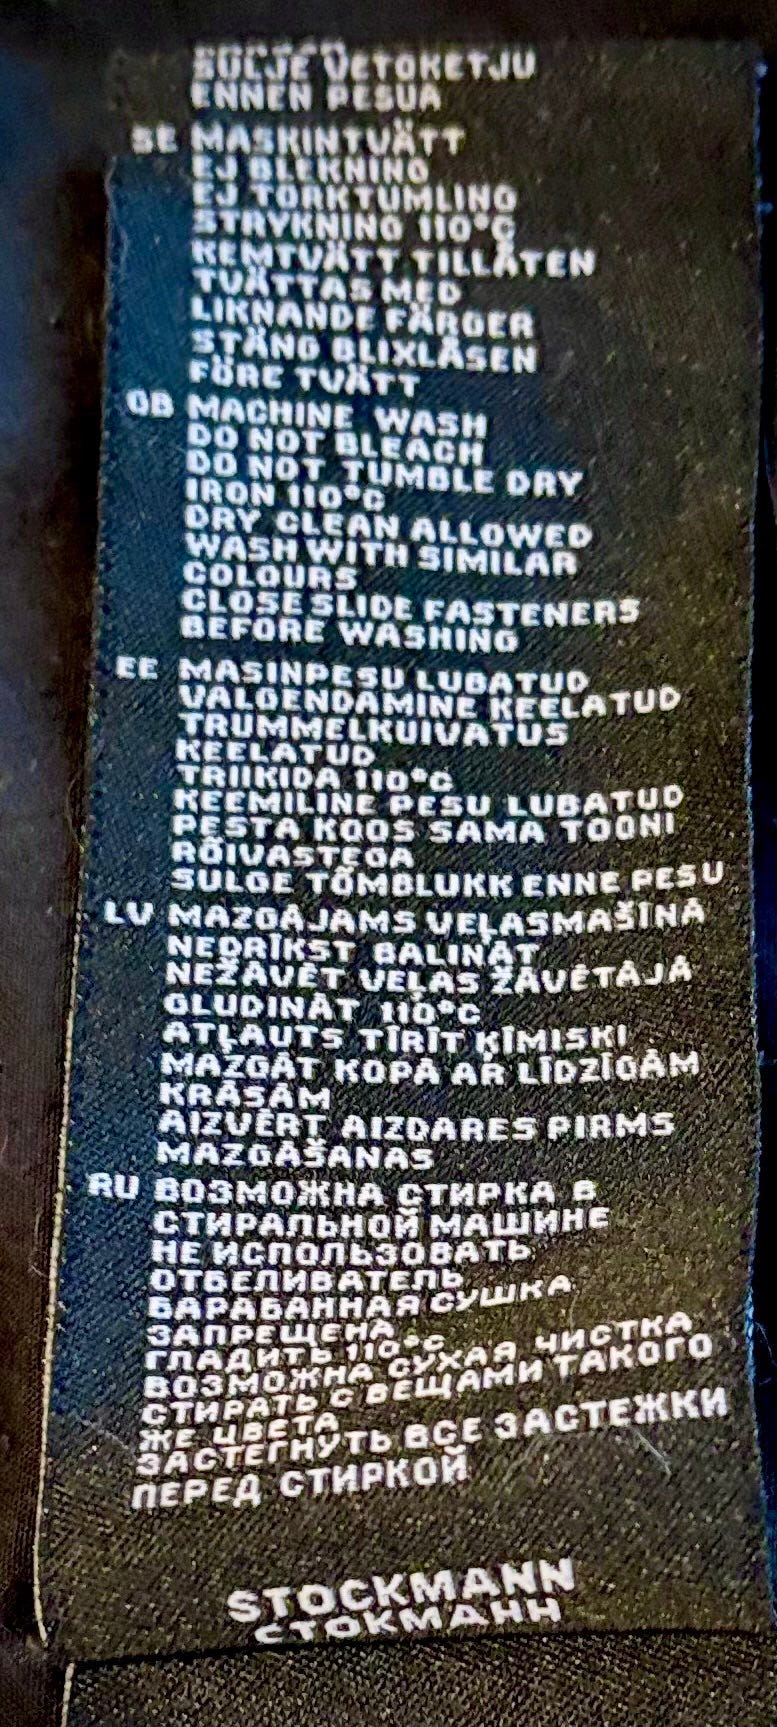 SULJE VETOKETJU
ENNEN PESUA
SE MASKINTVÄTT
EJ BLEKNING
EJ TORKTUMLING
STRYKNING 110°C
KEMTVÄTT TILLÅTEN
TVÄTTAS MED
LIKNANDE FÄRGER
STÄNG BLIXLÅSEN
FÖRE TVÄTT
GB MACHINE WASH
DO NOT BLEACH
DO NOT TUMBLE DRY
IRON 110°C
DRY CLEAN ALLOWED
WASH WITH SIMILAR
COLOURS
CLOSE SLIDE FASTENERS
BEFORE WASHING
EE MASINPESU LUBATUD
VALGENDAMINE KEELATUD
TRUMMELKUIVATUS
KEELATUD
TRIIKIDA 110°C
KEEMILINE PESU LUBATUD
PESTA KOOS SAMA TOONI
RÕIVASTEGA
SULGE TÕMBLUKK ENNE PESU
LV MAZGĀJAMS VEĻASMAŠĪNĀ
NEDRĪKST BALINĀT
NEŽĀVĒT VEĻAS ŽĀVĒTĀJĀ
GLUDINĀT 110°C
ATĻAUTS TĪRĪT ĶĪMISKI
MAZGĀT KOPĀ AR LĪDZĪGĀM
KRĀSĀM
AIZVĒRT AIZDARES PIRMS
MAZGĀŠANAS
RU ВОЗМОЖНА СТИРКА В
СТИРАЛЬНОЙ МАШИНЕ
НЕ ИСПОЛЬЗОВАТЬ
ОТБЕЛИВАТЕЛЬ
БАРАБАННАЯ СУШКА
ЗАПРЕЩЕНА
ГЛАДИТЬ 110°C
ВОЗМОЖНА СУХАЯ ЧИСТКА
СТИРАТЬ С ВЕЩАМИ ТАКОГО
ЖЕ ЦВЕТА
ЗАСТЕГНУТЬ ВСЕ ЗАСТЕЖКИ
ПЕРЕД СТИРКОЙ
STOCKMANN
СТОКМАНН